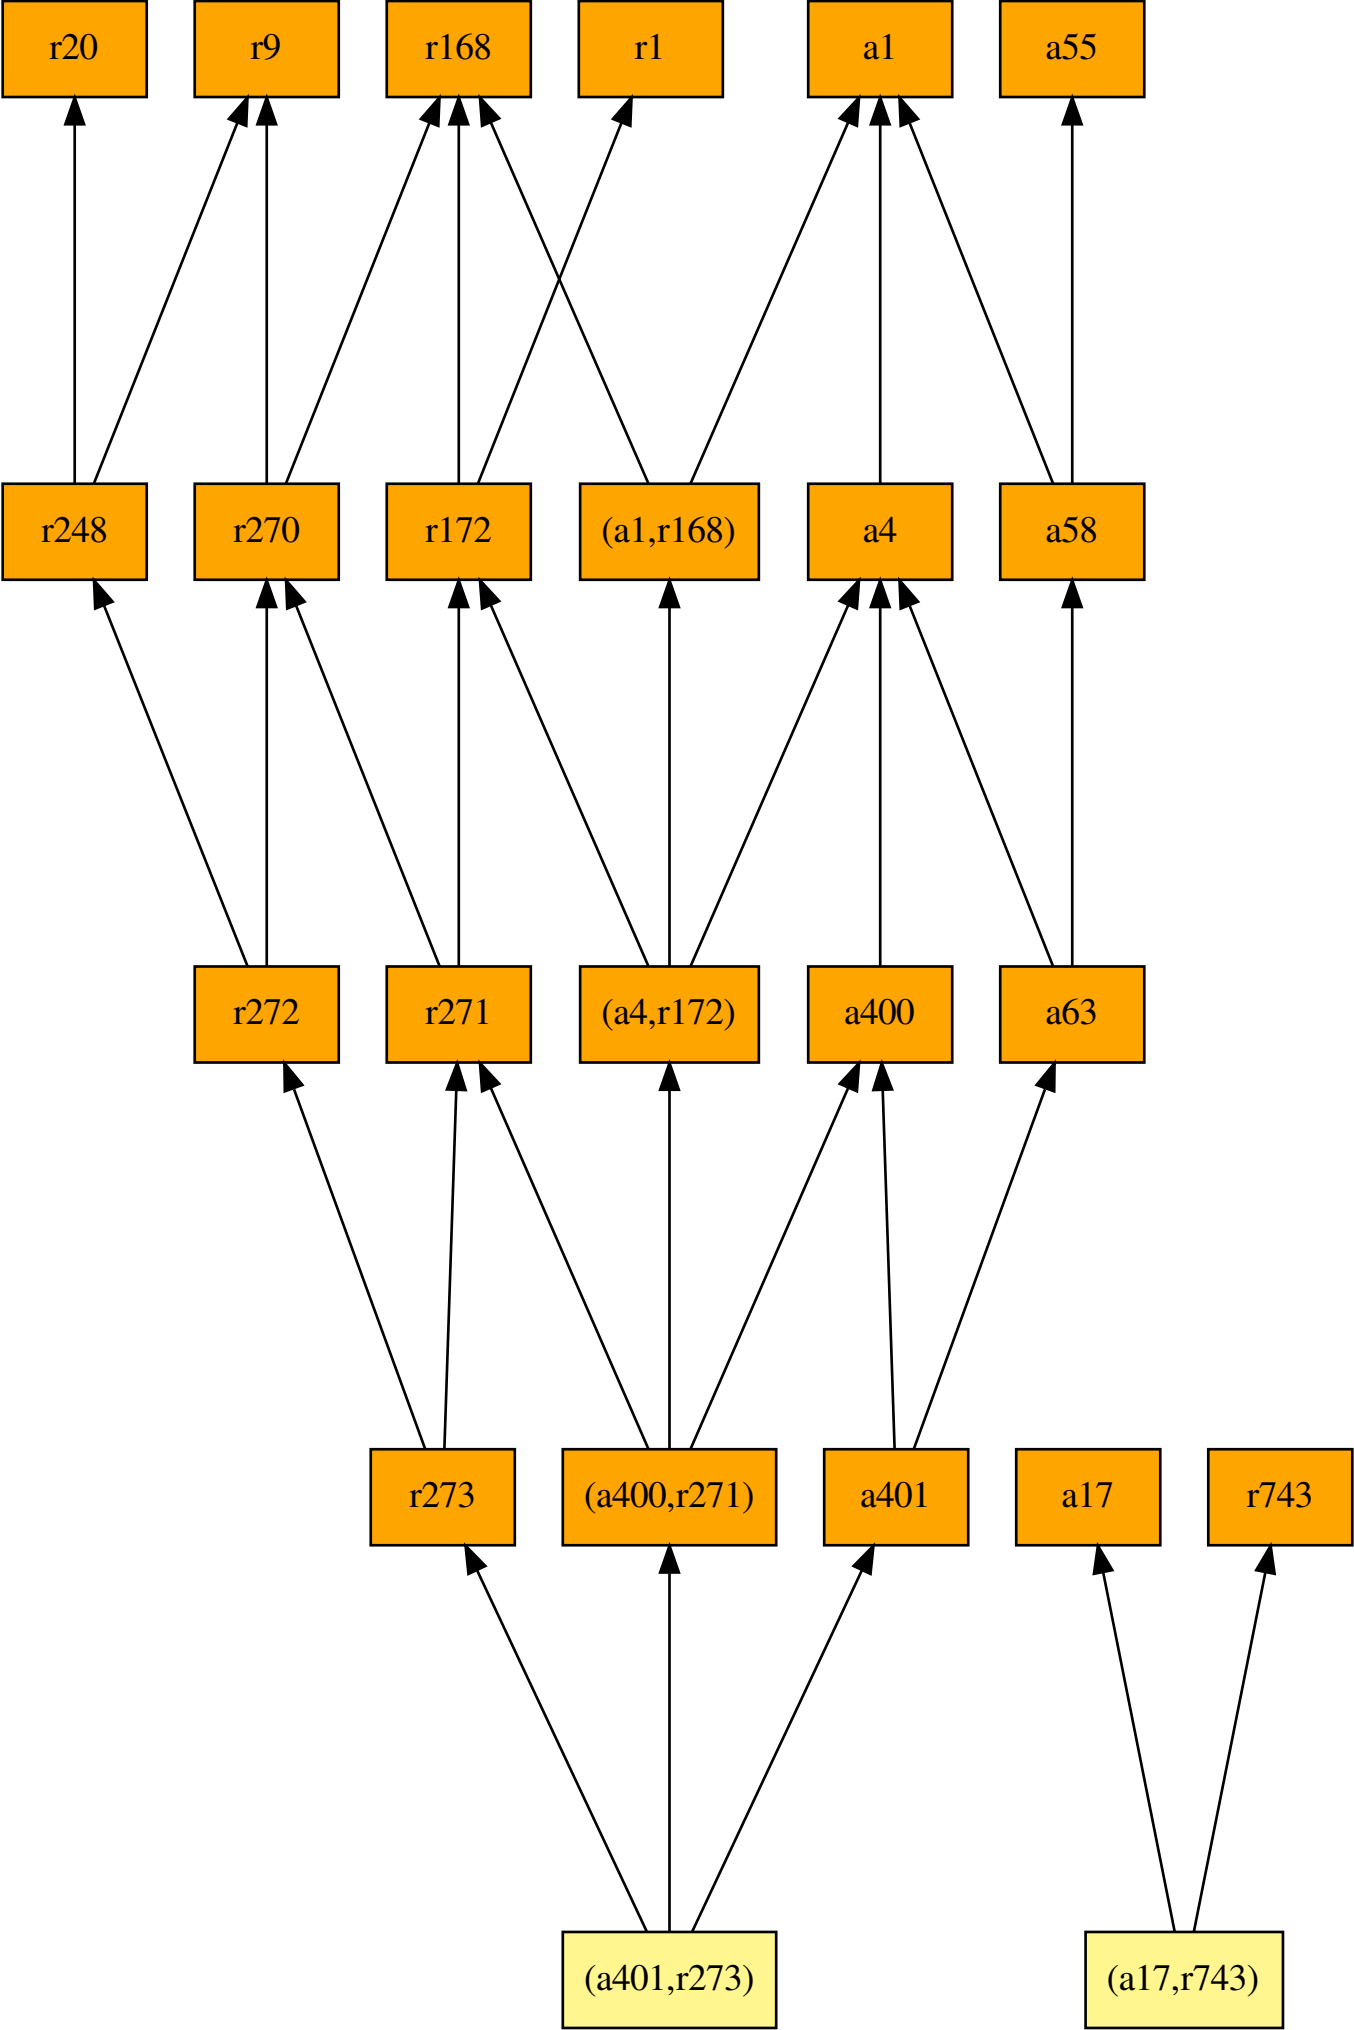 r20
r9
r168
r1
a1
a55
r248
r270
r172
(a1,r168)
a4
a58
r272
r271
(a4,r172)
a400
a63
r273
(a400,r271)
a401
a17
r743
(a401,r273)
(a17,r743)